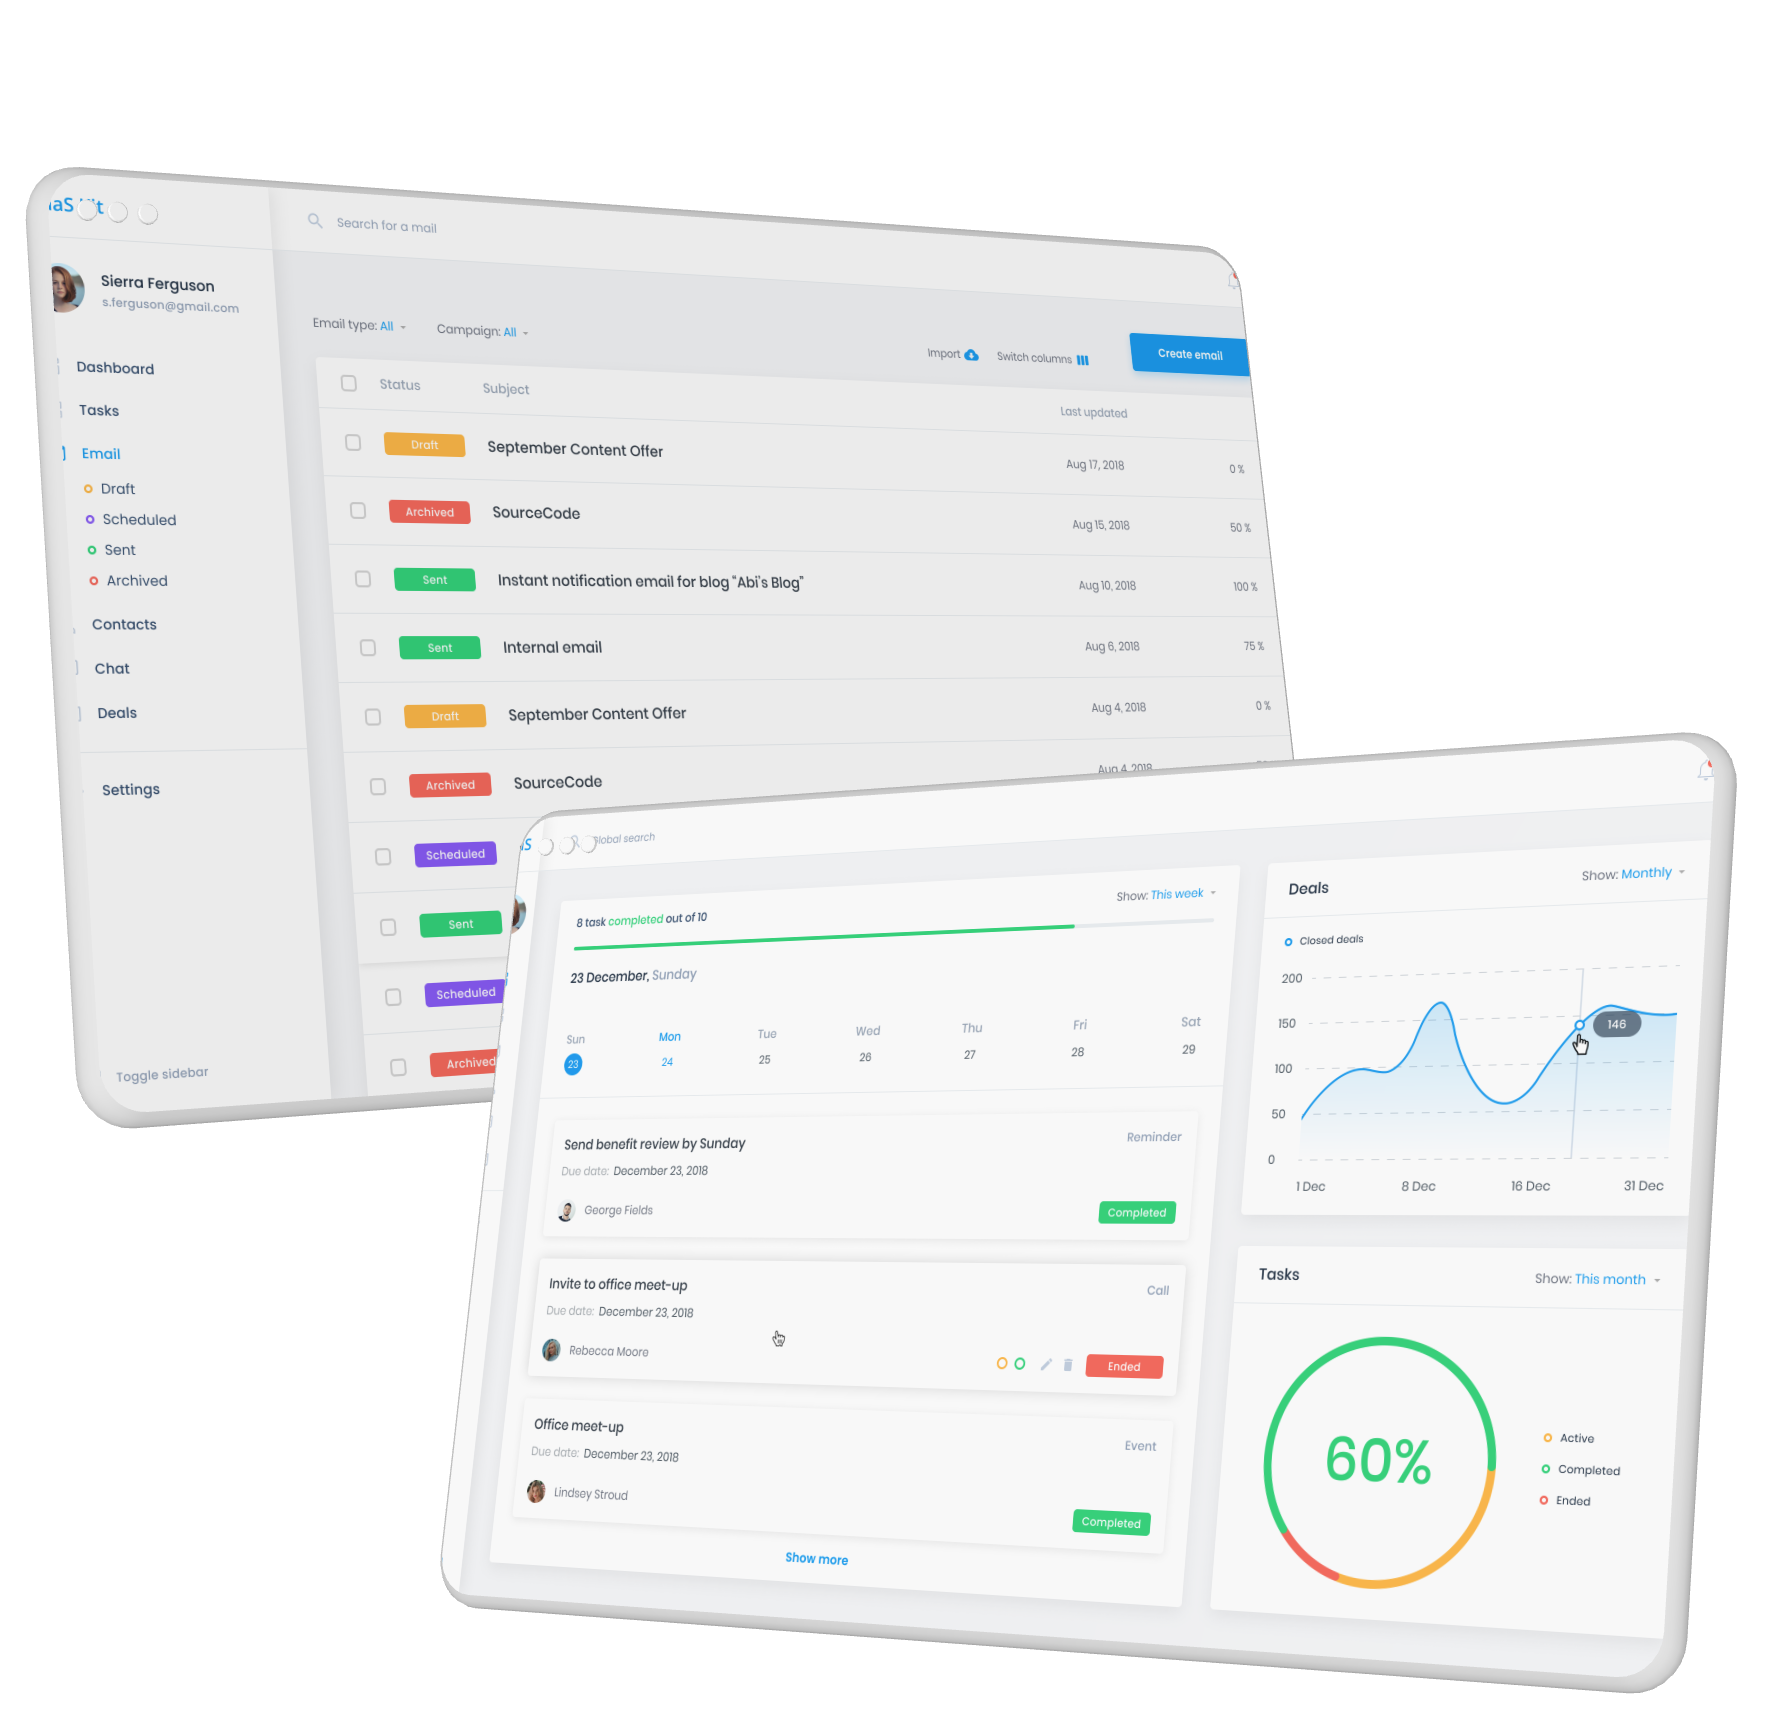 Search for a mail
Sierra Ferguson
s.ferguson@gmail.com
Dashboard
Tasks
Email
Draft
Scheduled
Sent
Archived
Contacts
Chat
Deals
Settings
Toggle sidebar
Email type: All
Campaign: All
Import
Switch columns
Create email
Status Subject Last updated
Draft September Content Offer Aug 17, 2018 0 %
Archived SourceCode Aug 15, 2018 50 %
Sent Instant notification email for blog “Abi's Blog” Aug 10, 2018 100 %
Sent Internal email Aug 6, 2018 75 %
Draft September Content Offer Aug 4, 2018 0 %
Archived SourceCode Aug 4, 2018
Scheduled
Sent
Scheduled
Archived
Global search
8 task completed out of 10
Show: This week
23 December, Sunday
Sun Mon Tue Wed Thu Fri Sat
23 24 25 26 27 28 29
Send benefit review by Sunday
Reminder
Due date: December 23, 2018
George Fields
Completed
Invite to office meet-up
Call
Due date: December 23, 2018
Rebecca Moore
Ended
Office meet-up
Event
Due date: December 23, 2018
Lindsey Stroud
Completed
Show more
Deals
Show: Monthly
Closed deals
200
150
146
100
50
0
1 Dec 8 Dec 16 Dec 31 Dec
Tasks
Show: This month
60%
Active
Completed
Ended